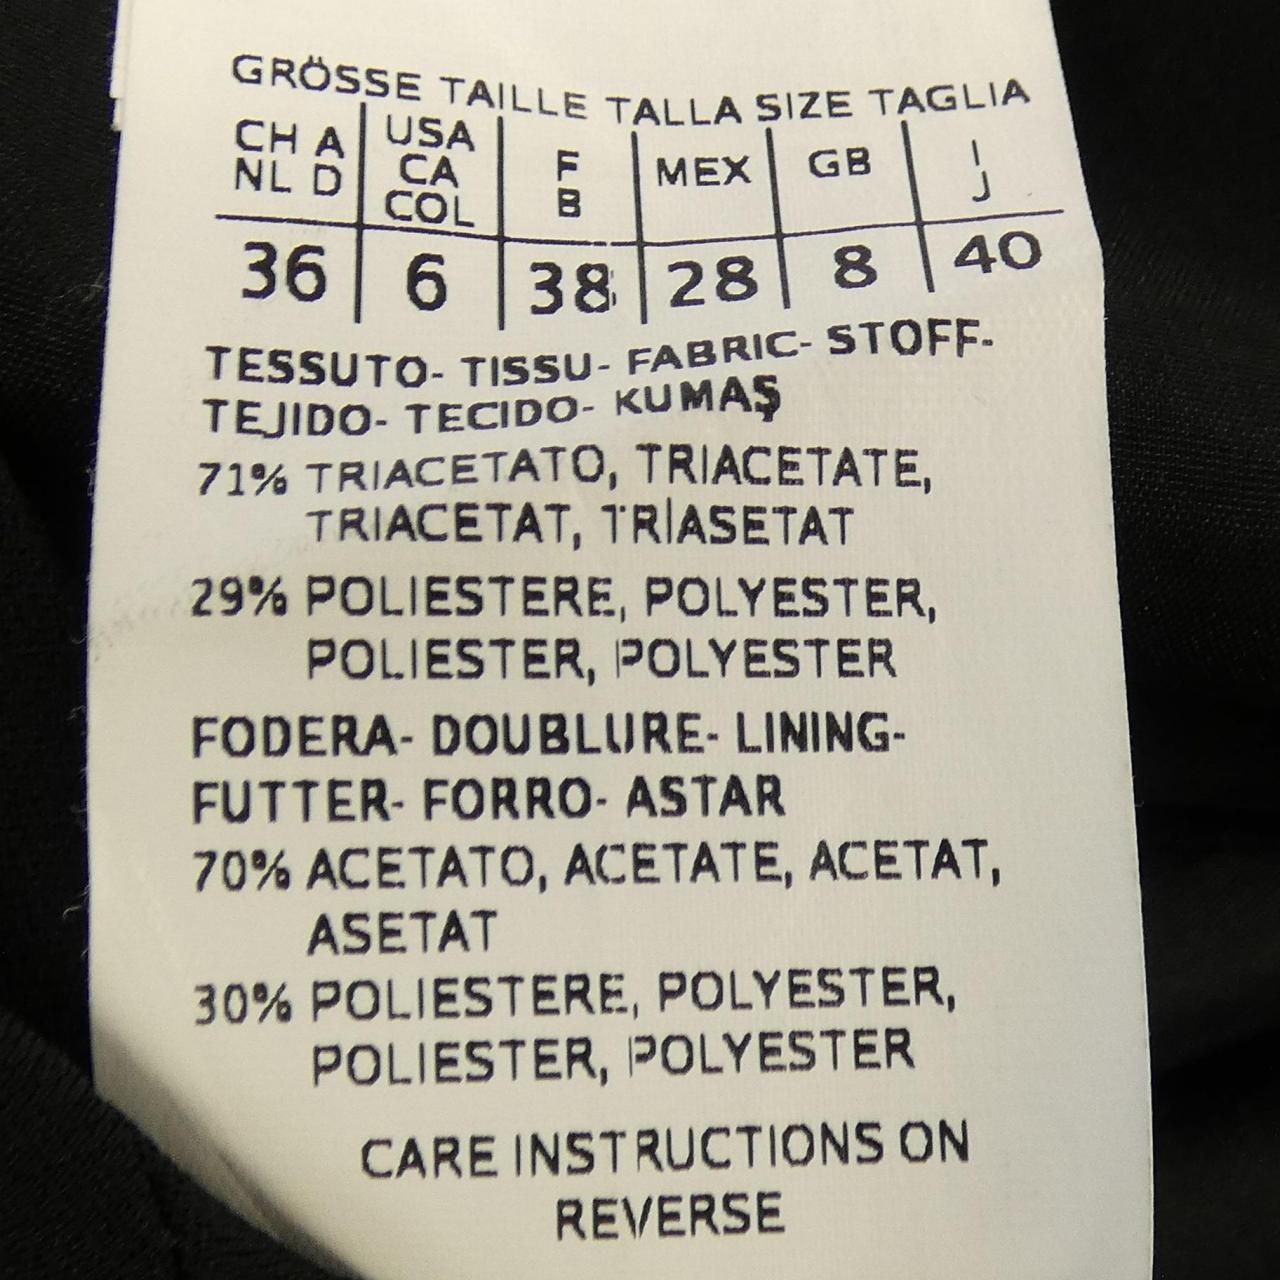 GRÖSSE TAILLE TALLA SIZE TAGLIA
CH A NL D | USA CA COL | F B | MEX | GB | I J
36 | 6 | 38 | 28 | 8 | 40
TESSUTO- TISSU- FABRIC- STOFF-
TEJIDO- TECIDO- KUMAŞ
71% TRIACETATO, TRIACETATE,
TRIACETAT, TRİASETAT
29% POLIESTERE, POLYESTER,
POLIESTER, POLYESTER
FODERA- DOUBLURE- LINING-
FUTTER- FORRO- ASTAR
70% ACETATO, ACETATE, ACETAT,
ASETAT
30% POLIESTERE, POLYESTER,
POLIESTER, POLYESTER
CARE INSTRUCTIONS ON
REVERSE